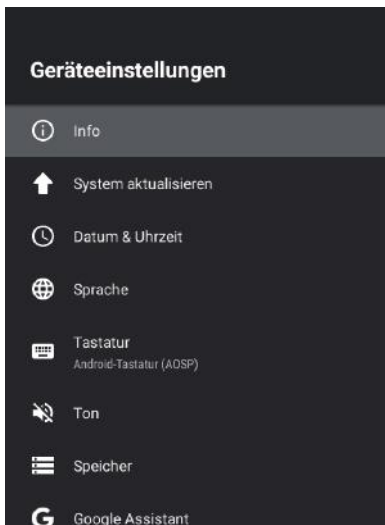 Geräteeinstellungen
Info
System aktualisieren
Datum & Uhrzeit
Sprache
Tastatur
Android-Tastatur (AOSP)
Ton
Speicher
Google Assistant